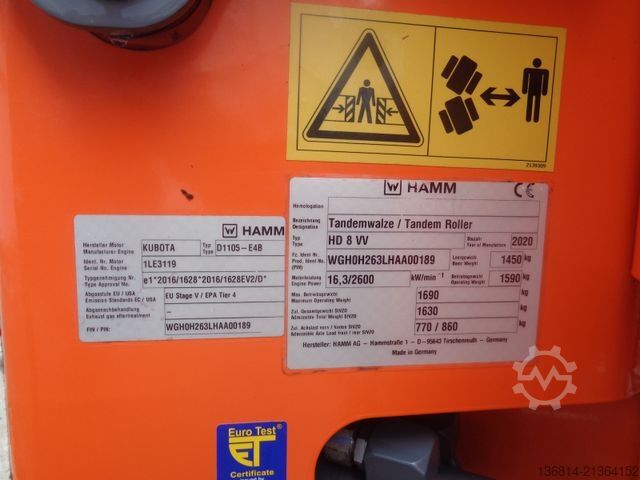 2139309
HAMM CE
Homologation
Bezeichnung
Designation
Tandemwalze / Tandem Roller
Typ
Type
HD 8 VV
Baujahr
Year of Manufacture
2020
Fz. Ident.-Nr.
Prod. Ident.-No.
(PIN)
WGH0H263LHAA00189
Leergewicht
Basic Weight
1450 kg
Motorleistung
Engine Power
16,3/2600 kW/min⁻¹
Betriebsgewicht
Operating Weight
1590 kg
Max. Betriebsgewicht
Maximum Operating Weight
1690 kg
Zul. Gesamtgewicht StVZO
Admissible Total Weight StVZO
1630 kg
Zul. Achslast vorn / hinten StVZO
Admissible Axle Load front / rear StVZO
770 / 860 kg
Hersteller: HAMM AG – Hammstraße 1 – D-95643 Tirschenreuth – Germany
Made in Germany
HAMM
Hersteller Motor
Manufacturer Engine
KUBOTA
Typ
Type
D1105-E4B
Ident. Nr. Motor
Serial No. Engine
1LE3119
Typgenehmigung Nr.
Type Approval No.
e1*2016/1628*2016/1628EV2/D*
Abgasstufe EU / USA
Emission Standards EC / USA
EU Stage V / EPA Tier 4
Abgasnachbehandlung
Exhaust gas aftertreatment
–
FIN / PIN:
WGH0H263LHAA00189
Euro Test®
ET
Certificate
issued by
136814-21364152